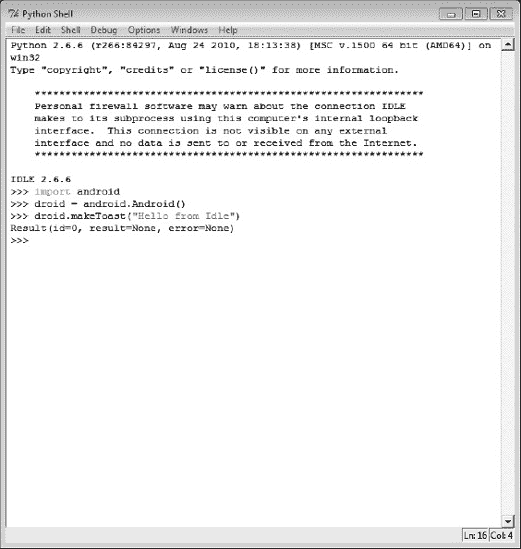 Python Shell
File Edit Shell Debug Options Windows Help
Python 2.6.6 (r266:84297, Aug 24 2010, 18:13:38) [MSC v.1500 64 bit (AMD64)] on
win32
Type "copyright", "credits" or "license()" for more information.
****************************************************************
Personal firewall software may warn about the connection IDLE
makes to its subprocess using this computer's internal loopback
interface.  This connection is not visible on any external
interface and no data is sent to or received from the Internet.
****************************************************************
IDLE 2.6.6
>>> import android
>>> droid = android.Android()
>>> droid.makeToast("Hello from Idle")
Result(id=0, result=None, error=None)
>>>
Ln: 16 Col: 4